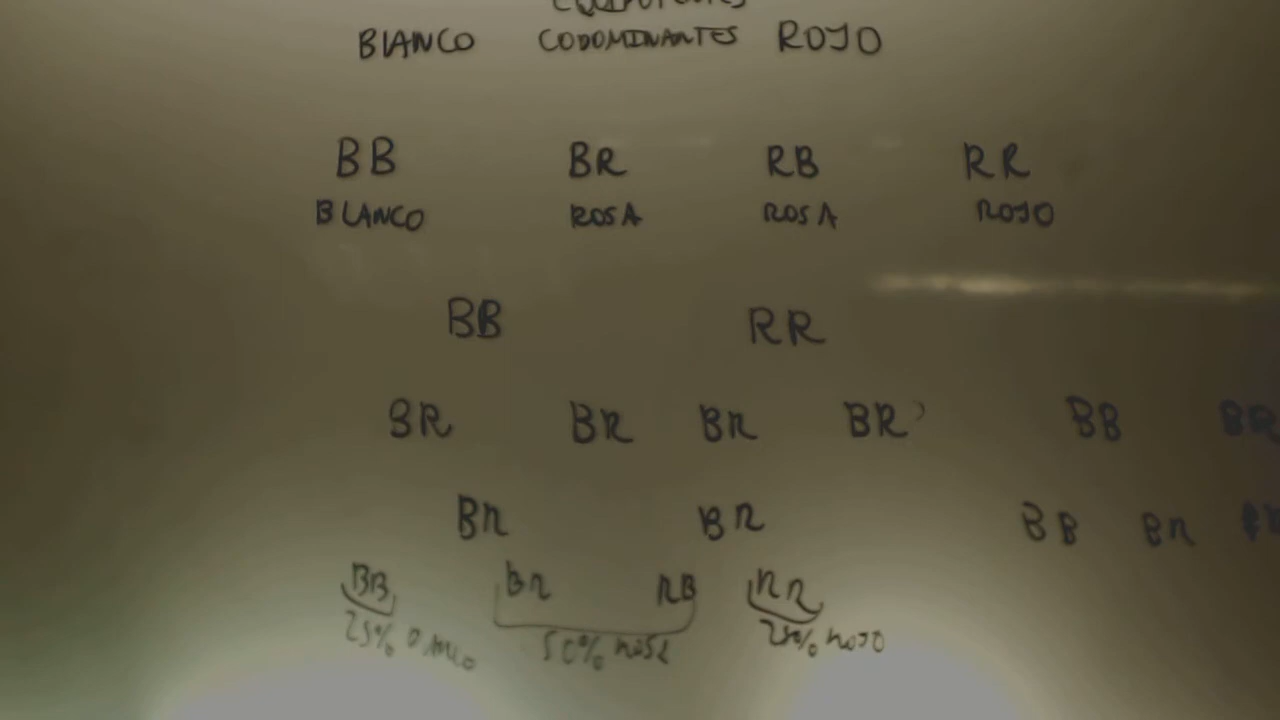 BLANCO CODOMINANTES ROJO
BB BR RB RR
BLANCO ROSA ROSA ROJO
BB RR
BR BR BR BR BB BR
BR BR BB BR
BB BR RB RR
25% 50% rosa 25% rojo